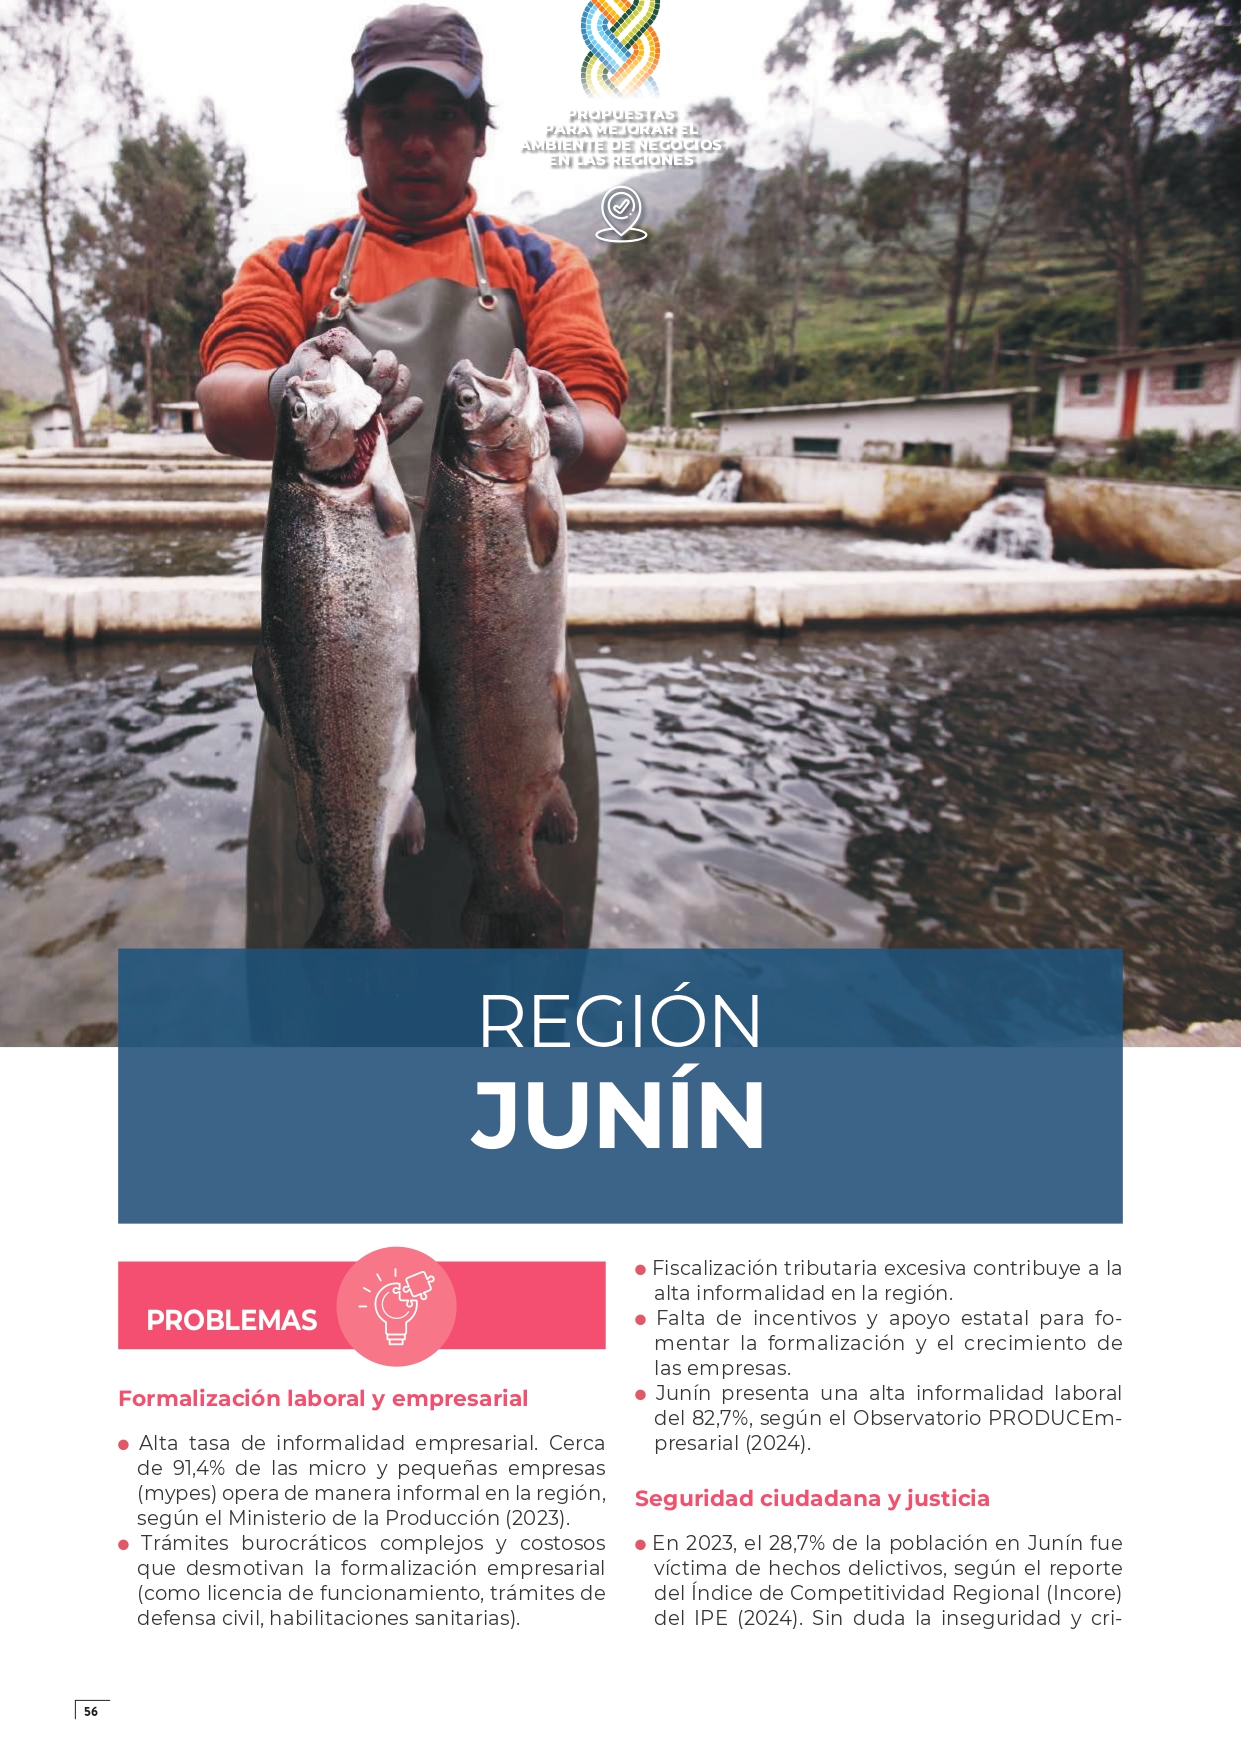 PROPUESTAS
PARA MEJORAR EL
AMBIENTE DE NEGOCIOS
EN LAS REGIONES
REGIÓN
JUNÍN
PROBLEMAS
Formalización laboral y empresarial
● Alta tasa de informalidad empresarial. Cerca
de 91,4% de las micro y pequeñas empresas
(mypes) opera de manera informal en la región,
según el Ministerio de la Producción (2023).
● Trámites burocráticos complejos y costosos
que desmotivan la formalización empresarial
(como licencia de funcionamiento, trámites de
defensa civil, habilitaciones sanitarias).
● Fiscalización tributaria excesiva contribuye a la
alta informalidad en la región.
● Falta de incentivos y apoyo estatal para fo-
mentar la formalización y el crecimiento de
las empresas.
● Junín presenta una alta informalidad laboral
del 82,7%, según el Observatorio PRODUCEm-
presarial (2024).
Seguridad ciudadana y justicia
● En 2023, el 28,7% de la población en Junín fue
víctima de hechos delictivos, según el reporte
del Índice de Competitividad Regional (Incore)
del IPE (2024). Sin duda la inseguridad y cri-
56